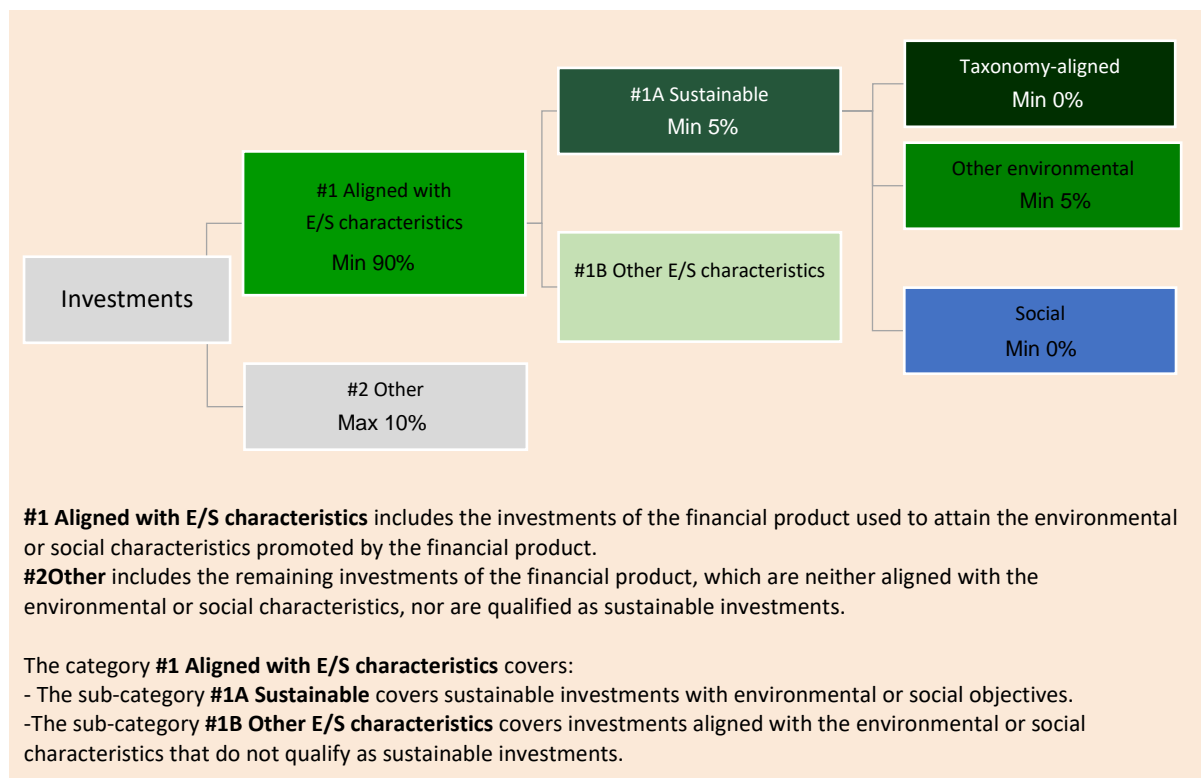 Investments
#1 Aligned with
E/S characteristics
Min 90%
#2 Other
Max 10%
#1A Sustainable
Min 5%
#1B Other E/S characteristics
Taxonomy-aligned
Min 0%
Other environmental
Min 5%
Social
Min 0%
#1 Aligned with E/S characteristics includes the investments of the financial product used to attain the environmental
or social characteristics promoted by the financial product.
#2Other includes the remaining investments of the financial product, which are neither aligned with the
environmental or social characteristics, nor are qualified as sustainable investments.
The category #1 Aligned with E/S characteristics covers:
- The sub-category #1A Sustainable covers sustainable investments with environmental or social objectives.
-The sub-category #1B Other E/S characteristics covers investments aligned with the environmental or social
characteristics that do not qualify as sustainable investments.